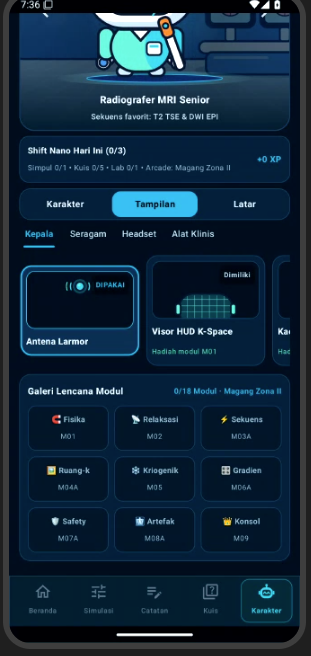 7:36
Radiografer MRI Senior
Sekuens favorit: T2 TSE & DWI EPI
Shift Nano Hari Ini (0/3)
Simpul 0/1 • Kuis 0/5 • Lab 0/1 • Arcade: Magang Zona II
+0 XP
Karakter
Tampilan
Latar
Kepala
Seragam
Headset
Alat Klinis
DIPAKAI
Antena Larmor
Dimiliki
Visor HUD K-Space
Hadiah modul M01
Galeri Lencana Modul
0/18 Modul · Magang Zona II
Fisika
M01
Relaksasi
M02
Sekuens
M03A
Ruang-k
M04A
Kriogenik
M05
Gradien
M06A
Safety
M07A
Artefak
M08A
Konsol
M09
Beranda
Simulasi
Catatan
Kuis
Karakter